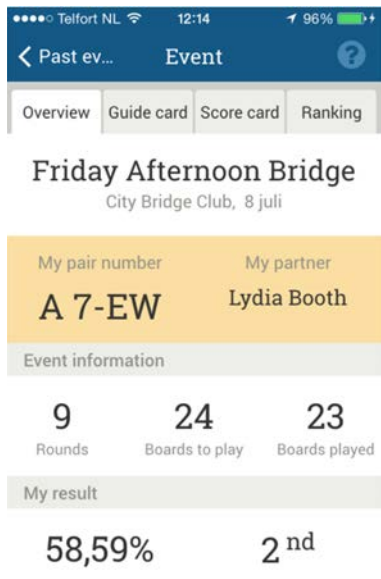 Telfort NL 12:14 96%
Past ev... Event ?
Overview Guide card Score card Ranking
Friday Afternoon Bridge
City Bridge Club, 8 juli
My pair number My partner
A 7-EW Lydia Booth
Event information
9 24 23
Rounds Boards to play Boards played
My result
58,59% 2nd